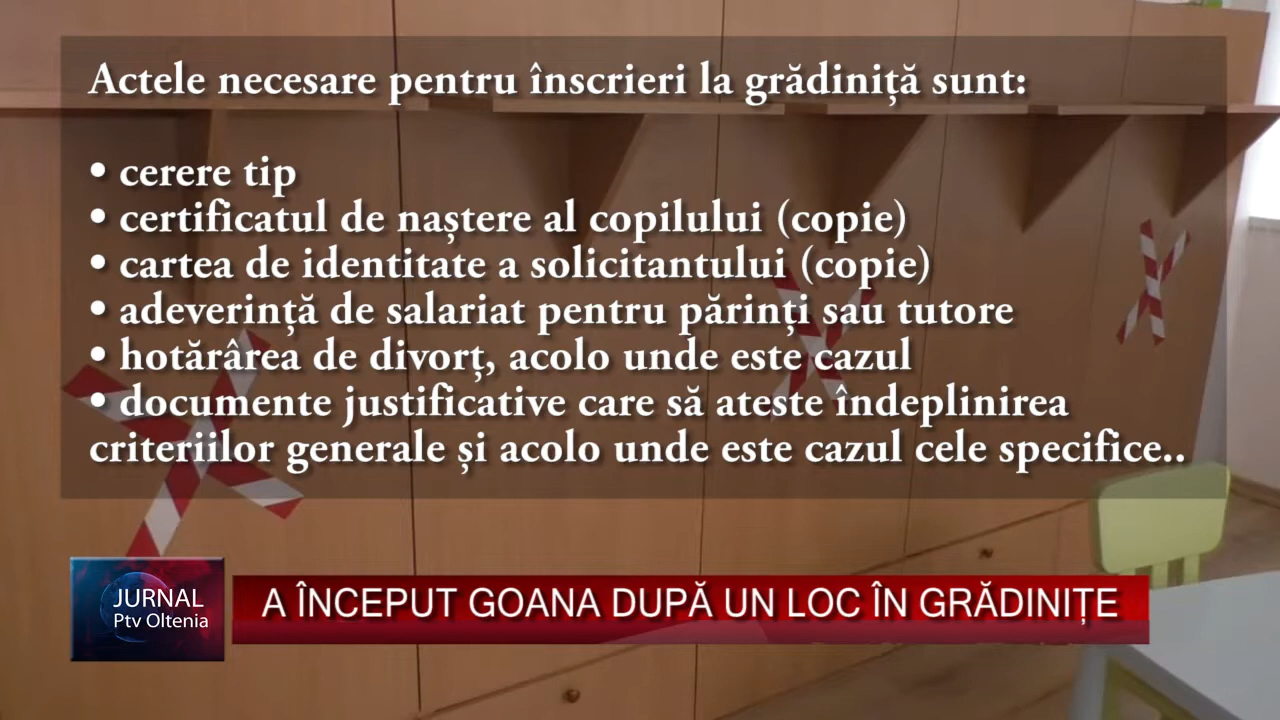 Actele necesare pentru înscrieri la grădiniță sunt:
• cerere tip
• certificatul de naștere al copilului (copie)
• cartea de identitate a solicitantului (copie)
• adeverință de salariat pentru părinți sau tutore
• hotărârea de divorț, acolo unde este cazul
• documente justificative care să ateste îndeplinirea
criteriilor generale și acolo unde este cazul cele specifice..
JURNAL
Ptv Oltenia
A ÎNCEPUT GOANA DUPĂ UN LOC ÎN GRĂDINIȚE